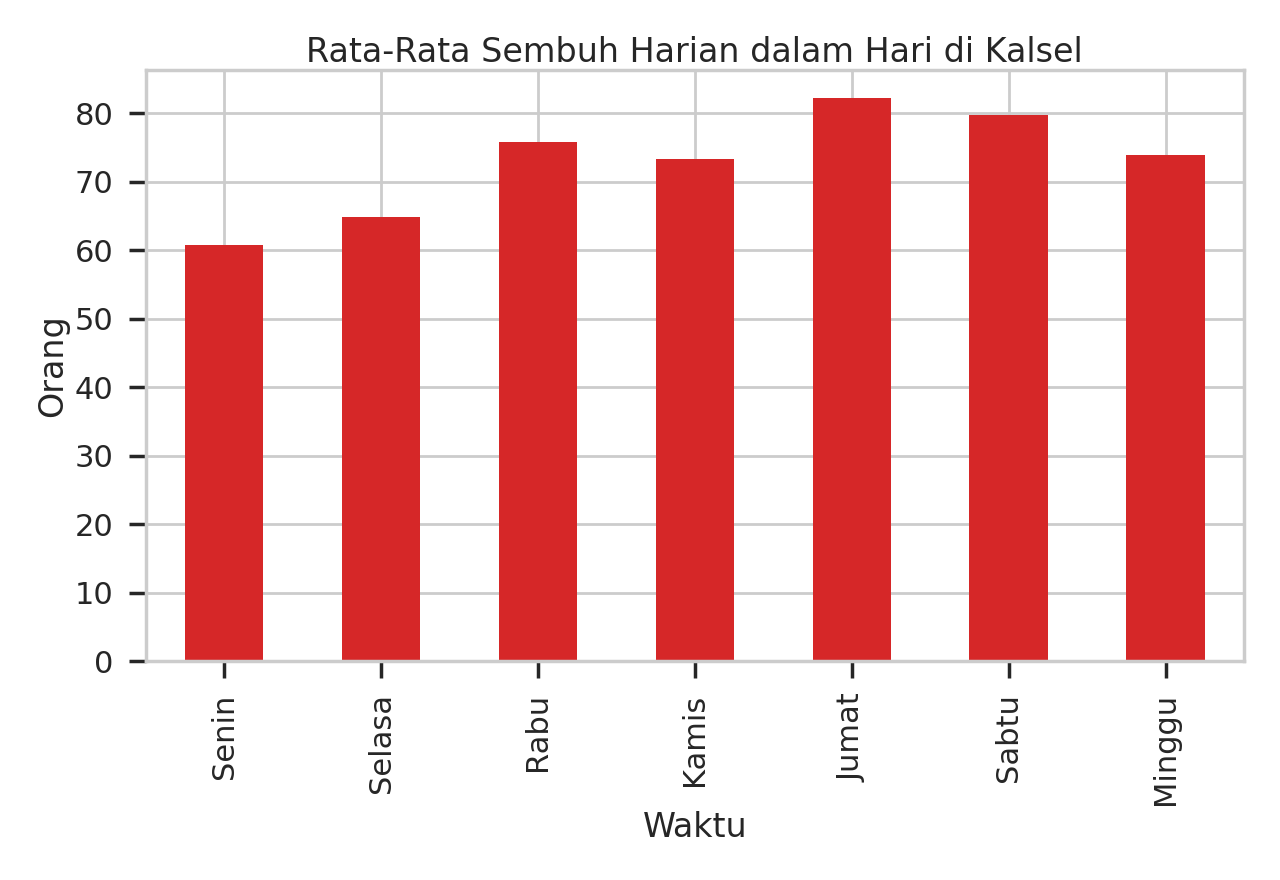 Rata-Rata Sembuh Harian dalam Hari di Kalsel
80
70
60
50
40
30
20
10
0
Orang
Senin
Selasa
Rabu
Kamis
Jumat
Sabtu
Minggu
Waktu